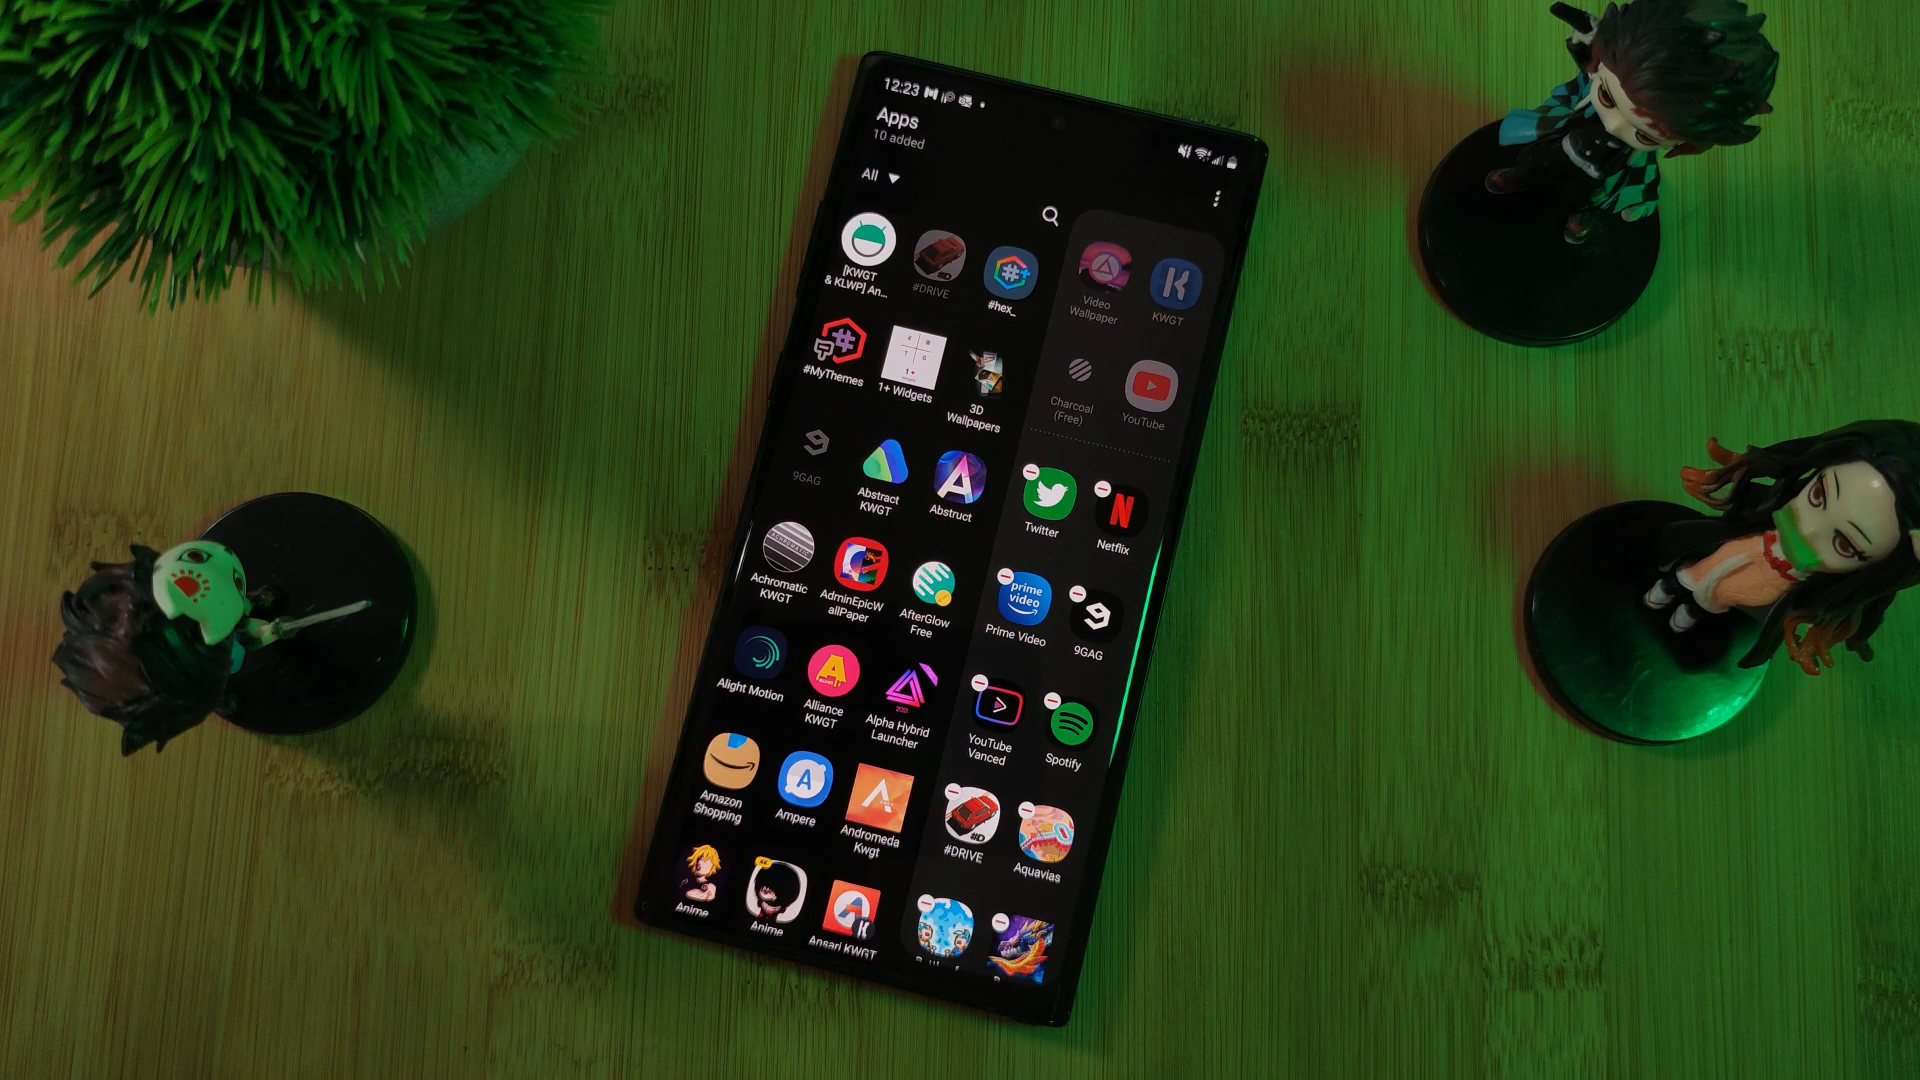 12:23
Apps
10 added
All
[KWGT
& KLWP] An...
#DRIVE
#hex_
Video
Wallpaper
KWGT
#MyThemes
1+ Widgets
3D
Wallpapers
Charcoal
(Free)
YouTube
9GAG
Abstract
KWGT
Abstruct
Twitter
Netflix
Achromatic
KWGT
AdminEpicW
allPaper
AfterGlow
Free
prime
video
Prime Video
9GAG
Alight Motion
Alliance
KWGT
2021
Alpha Hybrid
Launcher
YouTube
Vanced
Spotify
Amazon
Shopping
Ampere
Andromeda
Kwgt
#DRIVE
Aquavias
Anime
4K
Anime
Ansari KWGT